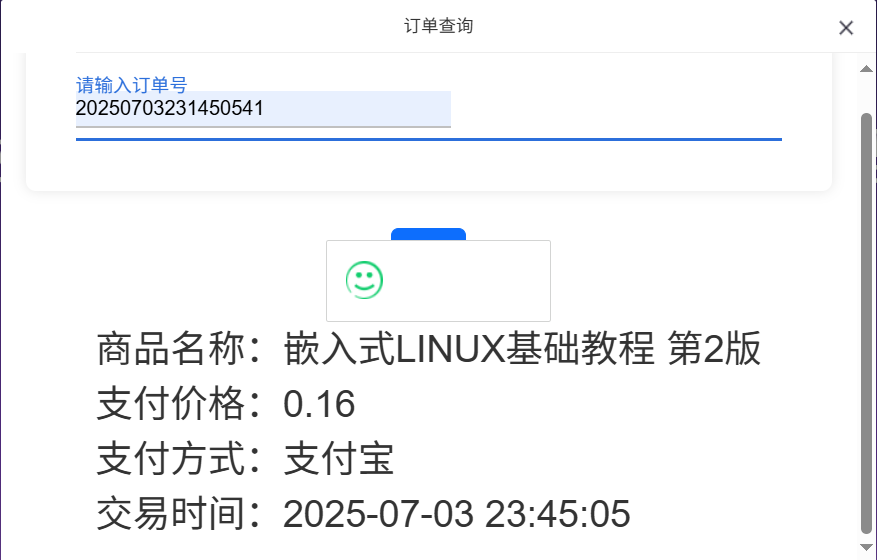 订单查询
请输入订单号
20250703231450541
商品名称：嵌入式LINUX基础教程 第2版
支付价格：0.16
支付方式：支付宝
交易时间：2025-07-03 23:45:05